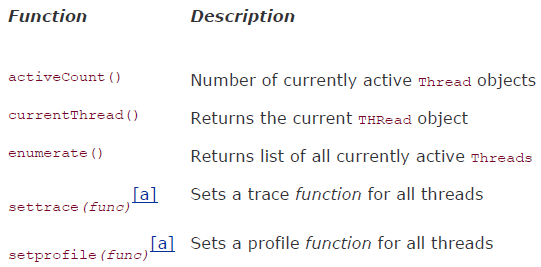 Function Description
activeCount() Number of currently active Thread objects
currentThread() Returns the current THRead object
enumerate() Returns list of all currently active Threads
settrace(func)[a] Sets a trace function for all threads
setprofile(func)[a] Sets a profile function for all threads